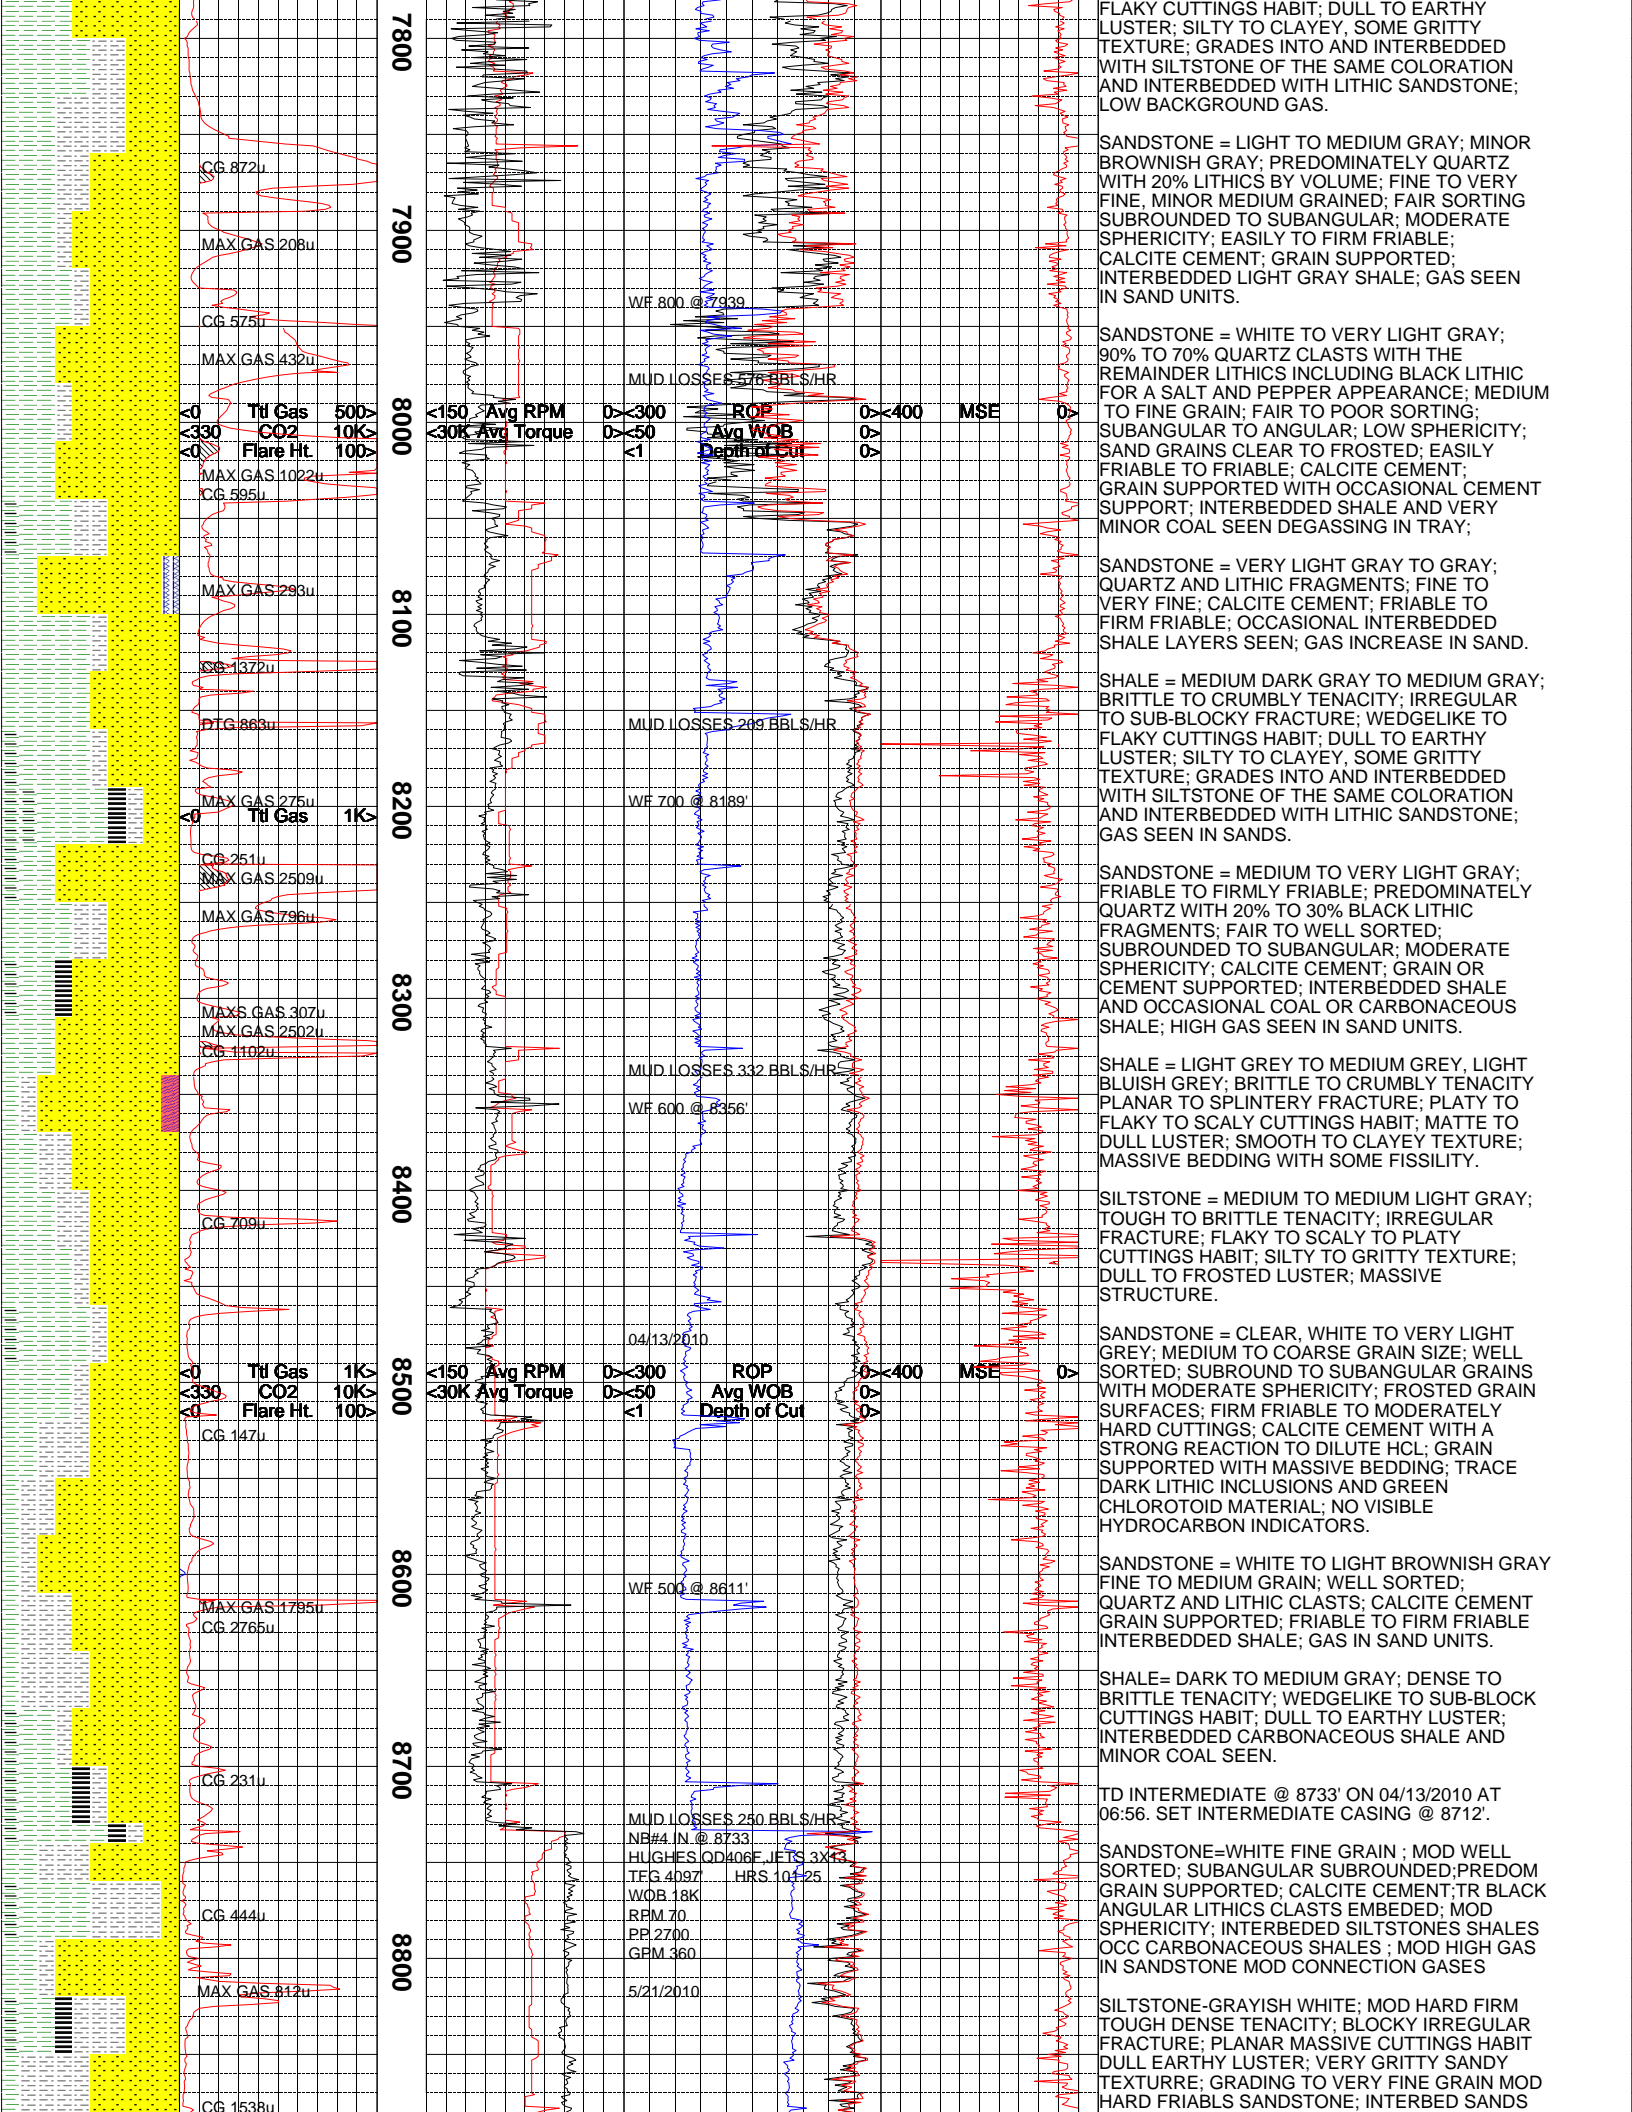 7800
CG 872u
MAX GAS 208u
7900
WF 800 @ 7939
CG 575u
MAX GAS 432u
MUD LOSSES 576 BBLS/HR
<0 Ttl Gas 500>
<330 CO2 10K>
<0 Flare Ht. 100>
8000
<150 Avg RPM 0>
<30K Avg Torque 0>
<300 ROP 0>
<50 Avg WOB 0>
<1 Depth of Cut 0>
<400 MSE 0>
MAX GAS 1022u
CG 595u
MAX GAS 293u
8100
CG 1372u
DTG 863u
MUD LOSSES 209 BBLS/HR
MAX GAS 275u
WF 700 @ 8189'
<0 Ttl Gas 1K>
8200
CG 251u
MAX GAS 2509u
MAX GAS 796u
8300
MAXS GAS 307u
MAX GAS 2502u
CG 1102u
MUD LOSSES 332 BBLS/HR
WF 600 @ 8356'
8400
CG 709u
04/13/2010
<0 Ttl Gas 1K>
<330 CO2 10K>
<0 Flare Ht. 100>
8500
<150 Avg RPM 0>
<30K Avg Torque 0>
<300 ROP 0>
<50 Avg WOB 0>
<1 Depth of Cut 0>
<400 MSE 0>
CG 147u
8600
WF 500 @ 8611'
MAX GAS 1795u
CG 2765u
8700
CG 231u
MUD LOSSES 250 BBLS/HR
NB#4 IN @ 8733
HUGHES QD406F,JETS 3X13
TFG 4097' HRS 101.25
WOB 18K
RPM 70
PP 2700
GPM 360
CG 444u
8800
MAX GAS 812u
5/21/2010
CG 1538u
FLAKY CUTTINGS HABIT; DULL TO EARTHY
LUSTER; SILTY TO CLAYEY, SOME GRITTY
TEXTURE; GRADES INTO AND INTERBEDDED
WITH SILTSTONE OF THE SAME COLORATION
AND INTERBEDDED WITH LITHIC SANDSTONE;
LOW BACKGROUND GAS.
SANDSTONE = LIGHT TO MEDIUM GRAY; MINOR
BROWNISH GRAY; PREDOMINATELY QUARTZ
WITH 20% LITHICS BY VOLUME; FINE TO VERY
FINE, MINOR MEDIUM GRAINED; FAIR SORTING
SUBROUNDED TO SUBANGULAR; MODERATE
SPHERICITY; EASILY TO FIRM FRIABLE;
CALCITE CEMENT; GRAIN SUPPORTED;
INTERBEDDED LIGHT GRAY SHALE; GAS SEEN
IN SAND UNITS.
SANDSTONE = WHITE TO VERY LIGHT GRAY;
90% TO 70% QUARTZ CLASTS WITH THE
REMAINDER LITHICS INCLUDING BLACK LITHIC
FOR A SALT AND PEPPER APPEARANCE; MEDIUM
TO FINE GRAIN; FAIR TO POOR SORTING;
SUBANGULAR TO ANGULAR; LOW SPHERICITY;
SAND GRAINS CLEAR TO FROSTED; EASILY
FRIABLE TO FRIABLE; CALCITE CEMENT;
GRAIN SUPPORTED WITH OCCASIONAL CEMENT
SUPPORT; INTERBEDDED SHALE AND VERY
MINOR COAL SEEN DEGASSING IN TRAY;
SANDSTONE = VERY LIGHT GRAY TO GRAY;
QUARTZ AND LITHIC FRAGMENTS; FINE TO
VERY FINE; CALCITE CEMENT; FRIABLE TO
FIRM FRIABLE; OCCASIONAL INTERBEDDED
SHALE LAYERS SEEN; GAS INCREASE IN SAND.
SHALE = MEDIUM DARK GRAY TO MEDIUM GRAY;
BRITTLE TO CRUMBLY TENACITY; IRREGULAR
TO SUB-BLOCKY FRACTURE; WEDGELIKE TO
FLAKY CUTTINGS HABIT; DULL TO EARTHY
LUSTER; SILTY TO CLAYEY, SOME GRITTY
TEXTURE; GRADES INTO AND INTERBEDDED
WITH SILTSTONE OF THE SAME COLORATION
AND INTERBEDDED WITH LITHIC SANDSTONE;
GAS SEEN IN SANDS.
SANDSTONE = MEDIUM TO VERY LIGHT GRAY;
FRIABLE TO FIRMLY FRIABLE; PREDOMINATELY
QUARTZ WITH 20% TO 30% BLACK LITHIC
FRAGMENTS; FAIR TO WELL SORTED;
SUBROUNDED TO SUBANGULAR; MODERATE
SPHERICITY; CALCITE CEMENT; GRAIN OR
CEMENT SUPPORTED; INTERBEDDED SHALE
AND OCCASIONAL COAL OR CARBONACEOUS
SHALE; HIGH GAS SEEN IN SAND UNITS.
SHALE = LIGHT GREY TO MEDIUM GREY, LIGHT
BLUISH GREY; BRITTLE TO CRUMBLY TENACITY
PLANAR TO SPLINTERY FRACTURE; PLATY TO
FLAKY TO SCALY CUTTINGS HABIT; MATTE TO
DULL LUSTER; SMOOTH TO CLAYEY TEXTURE;
MASSIVE BEDDING WITH SOME FISSILITY.
SILTSTONE = MEDIUM TO MEDIUM LIGHT GRAY;
TOUGH TO BRITTLE TENACITY; IRREGULAR
FRACTURE; FLAKY TO SCALY TO PLATY
CUTTINGS HABIT; SILTY TO GRITTY TEXTURE;
DULL TO FROSTED LUSTER; MASSIVE
STRUCTURE.
SANDSTONE = CLEAR, WHITE TO VERY LIGHT
GREY; MEDIUM TO COARSE GRAIN SIZE; WELL
SORTED; SUBROUND TO SUBANGULAR GRAINS
WITH MODERATE SPHERICITY; FROSTED GRAIN
SURFACES; FIRM FRIABLE TO MODERATELY
HARD CUTTINGS; CALCITE CEMENT WITH A
STRONG REACTION TO DILUTE HCL; GRAIN
SUPPORTED WITH MASSIVE BEDDING; TRACE
DARK LITHIC INCLUSIONS AND GREEN
CHLOROTOID MATERIAL; NO VISIBLE
HYDROCARBON INDICATORS.
SANDSTONE = WHITE TO LIGHT BROWNISH GRAY
FINE TO MEDIUM GRAIN; WELL SORTED;
QUARTZ AND LITHIC CLASTS; CALCITE CEMENT
GRAIN SUPPORTED; FRIABLE TO FIRM FRIABLE
INTERBEDDED SHALE; GAS IN SAND UNITS.
SHALE= DARK TO MEDIUM GRAY; DENSE TO
BRITTLE TENACITY; WEDGELIKE TO SUB-BLOCK
CUTTINGS HABIT; DULL TO EARTHY LUSTER;
INTERBEDDED CARBONACEOUS SHALE AND
MINOR COAL SEEN.
TD INTERMEDIATE @ 8733' ON 04/13/2010 AT
06:56. SET INTERMEDIATE CASING @ 8712'.
SANDSTONE=WHITE FINE GRAIN ; MOD WELL
SORTED; SUBANGULAR SUBROUNDED;PREDOM
GRAIN SUPPORTED; CALCITE CEMENT;TR BLACK
ANGULAR LITHICS CLASTS EMBEDED; MOD
SPHERICITY; INTERBEDED SILTSTONES SHALES
OCC CARBONACEOUS SHALES ; MOD HIGH GAS
IN SANDSTONE MOD CONNECTION GASES
SILTSTONE-GRAYISH WHITE; MOD HARD FIRM
TOUGH DENSE TENACITY; BLOCKY IRREGULAR
FRACTURE; PLANAR MASSIVE CUTTINGS HABIT
DULL EARTHY LUSTER; VERY GRITTY SANDY
TEXTURRE; GRADING TO VERY FINE GRAIN MOD
HARD FRIABLS SANDSTONE; INTERBED SANDS